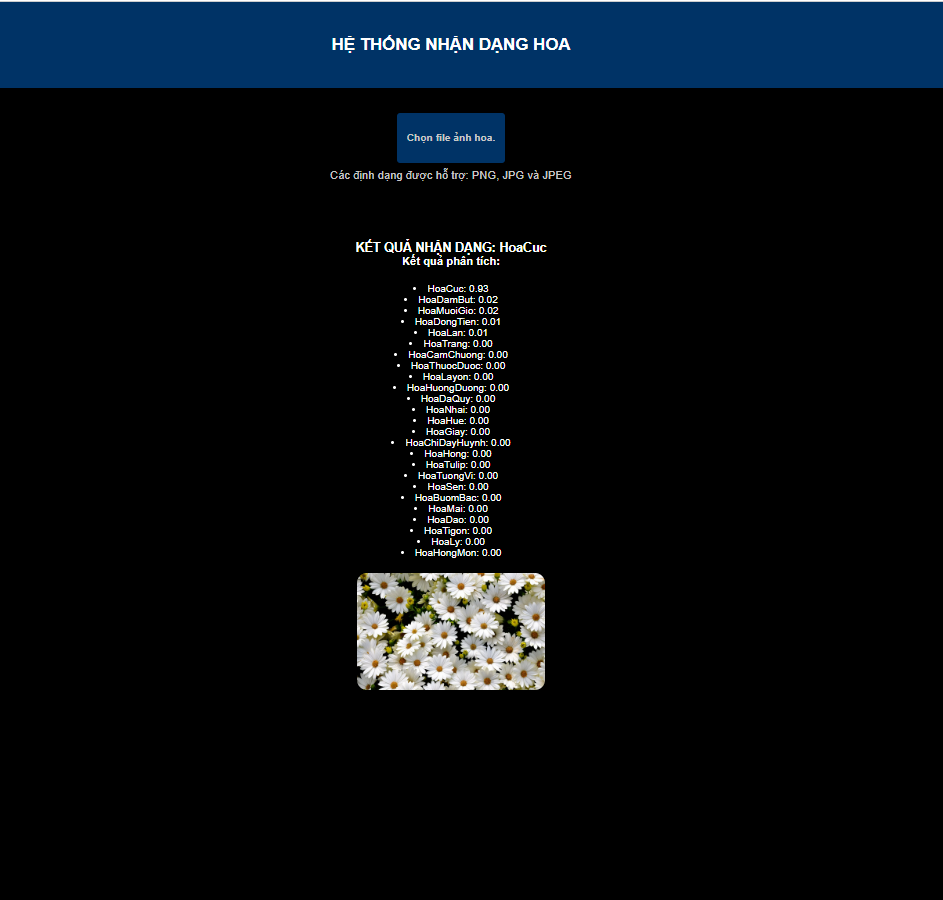 HỆ THỐNG NHẬN DẠNG HOA
Chọn file ảnh hoa.
Các định dạng được hỗ trợ: PNG, JPG và JPEG
KẾT QUẢ NHẬN DẠNG: HoaCuc
Kết quả phân tích:
• HoaCuc: 0.93
• HoaDamBut: 0.02
• HoaMuoiGio: 0.02
• HoaDongTien: 0.01
• HoaLan: 0.01
• HoaTrang: 0.00
• HoaCamChuong: 0.00
• HoaThuocDuoc: 0.00
• HoaLayon: 0.00
• HoaHuongDuong: 0.00
• HoaDaQuy: 0.00
• HoaNhai: 0.00
• HoaHue: 0.00
• HoaGiay: 0.00
• HoaChiDayHuynh: 0.00
• HoaHong: 0.00
• HoaTulip: 0.00
• HoaTuongVi: 0.00
• HoaSen: 0.00
• HoaBuomBac: 0.00
• HoaMai: 0.00
• HoaDao: 0.00
• HoaTigon: 0.00
• HoaLy: 0.00
• HoaHongMon: 0.00